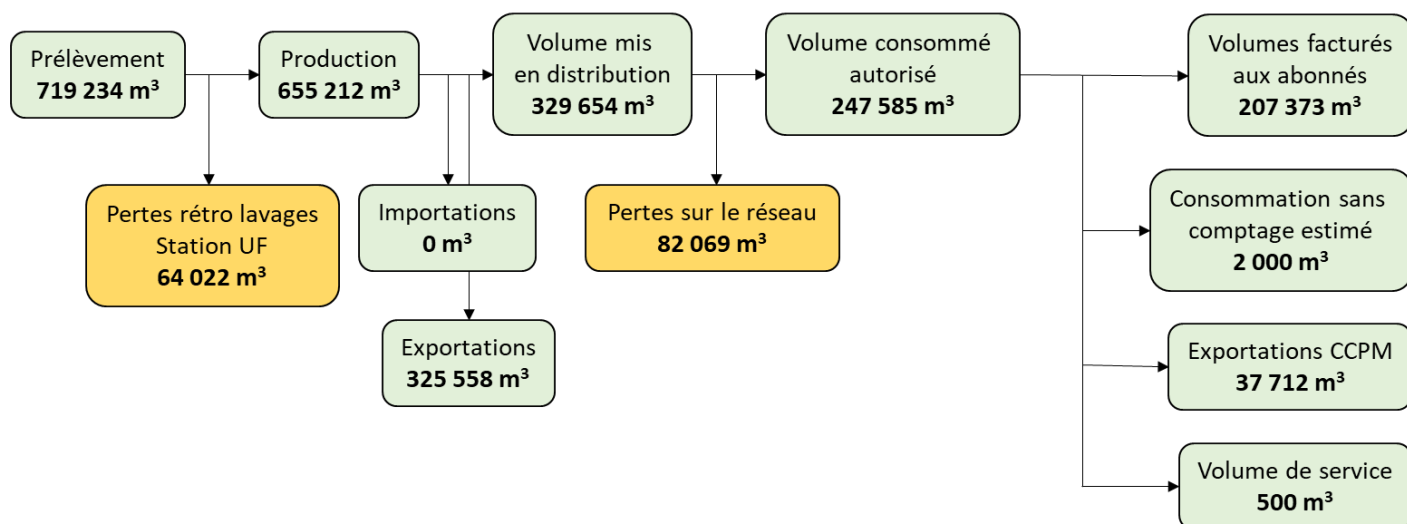 Prélèvement
719 234 m³
Production
655 212 m³
Volume mis
en distribution
329 654 m³
Volume consommé
autorisé
247 585 m³
Volumes facturés
aux abonnés
207 373 m³
Pertes rétro lavages
Station UF
64 022 m³
Importations
0 m³
Pertes sur le réseau
82 069 m³
Consommation sans
comptage estimé
2 000 m³
Exportations
325 558 m³
Exportations CCPM
37 712 m³
Volume de service
500 m³